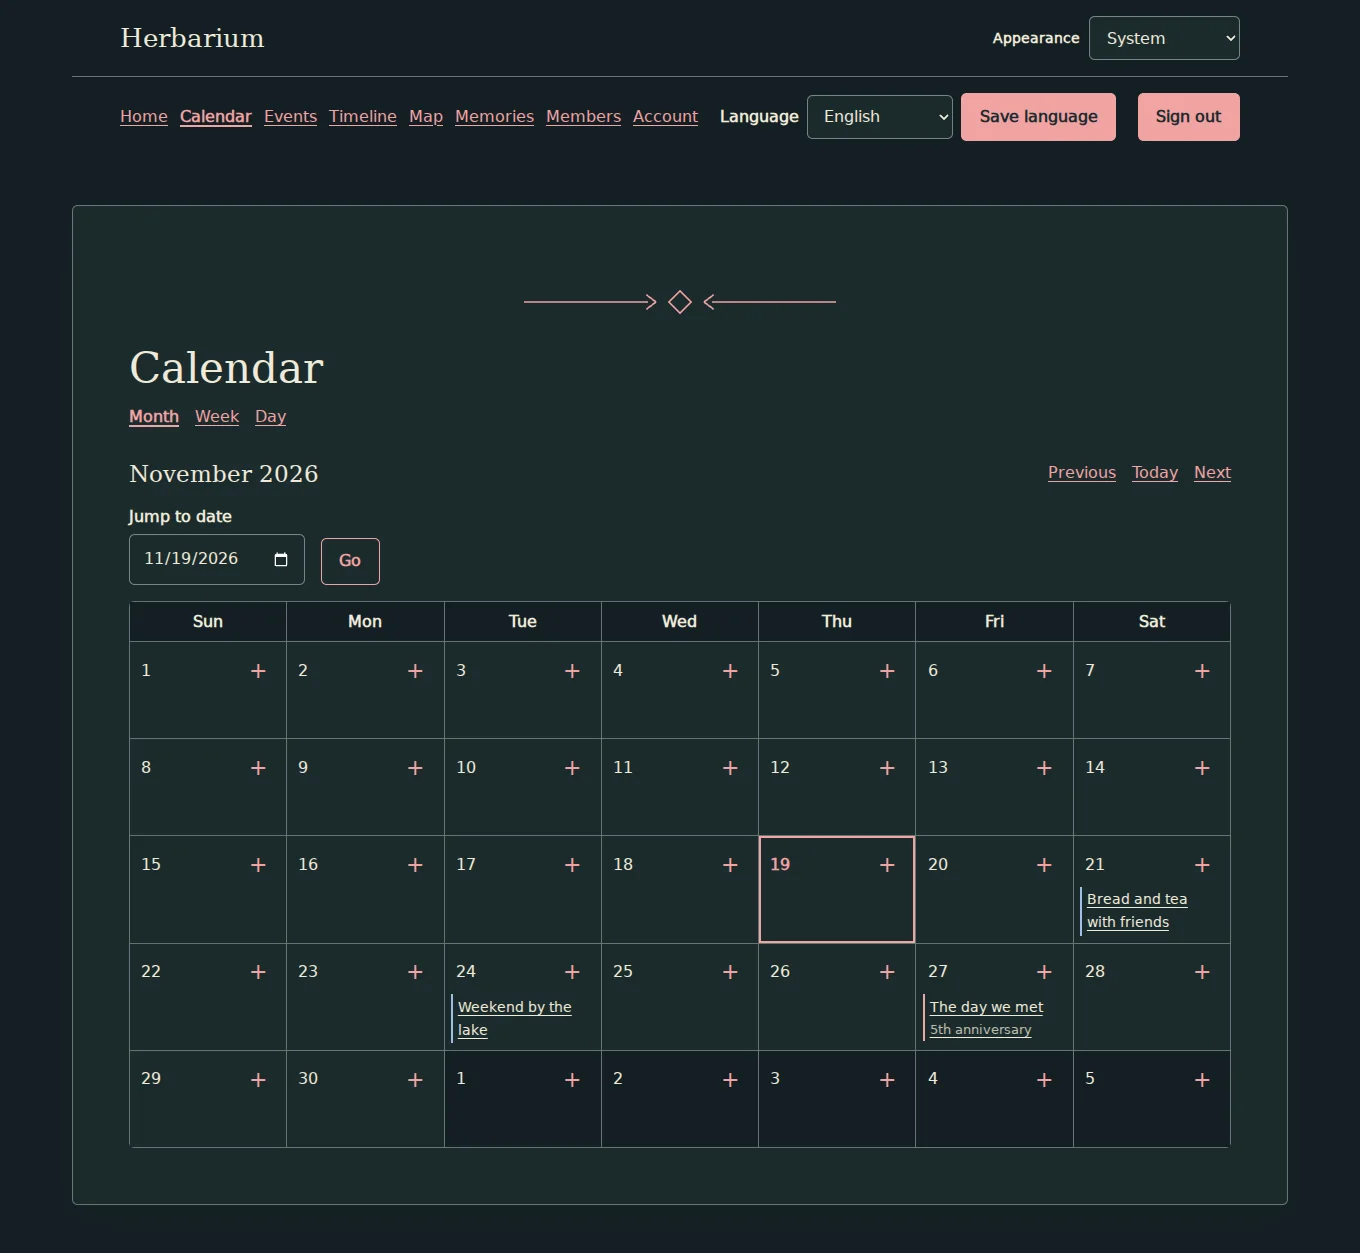 Herbarium
Appearance System
Home Calendar Events Timeline Map Memories Members Account Language English Save language Sign out
Calendar
Month Week Day
November 2026
Previous Today Next
Jump to date
11/19/2026 Go
Sun Mon Tue Wed Thu Fri Sat
1 + 2 + 3 + 4 + 5 + 6 + 7 +
8 + 9 + 10 + 11 + 12 + 13 + 14 +
15 + 16 + 17 + 18 + 19 + 20 + 21 +
Bread and tea
with friends
22 + 23 + 24 + 25 + 26 + 27 + 28 +
Weekend by the
lake
The day we met
5th anniversary
29 + 30 + 1 + 2 + 3 + 4 + 5 +